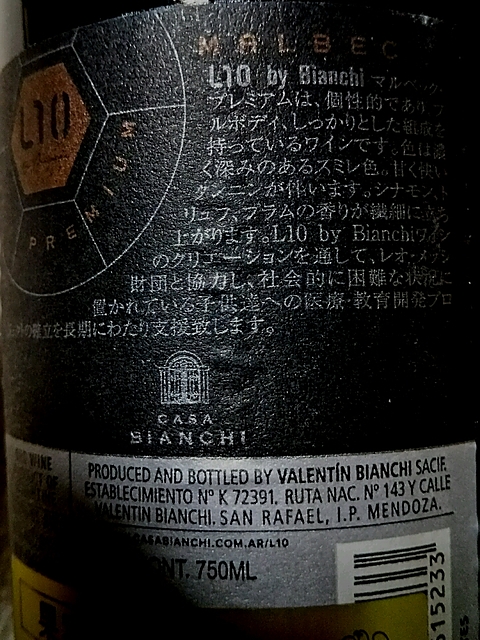 MALBEC
L10
PREMIUM
L10 by Bianchi マルベック・
プレミアムは、個性的でありフ
ルボディ、しっかりとした組成を
持っているワインです。色は濃
く深みのあるスミレ色。甘く快い
タンニンが伴います。シナモン、ト
リュフ、プラムの香りが繊細に立ち
上がります。L10 by Bianchiワイン
のクリエーションを通して、レオ・メッシ
財団と協力し、社会的に困難な状況に
置かれている子供達への医療・教育開発プロ
の確立を長期にわたり支援致します。
CASA
BIANCHI
WINE
PRODUCED AND BOTTLED BY VALENTÍN BIANCHI SACIF.
ESTABLECIMIENTO Nº K 72391. RUTA NAC. Nº 143 Y CALLE
VALENTIN BIANCHI. SAN RAFAEL, I.P. MENDOZA.
CASABIANCHI.COM.AR/L10
CONT. 750ML
515233